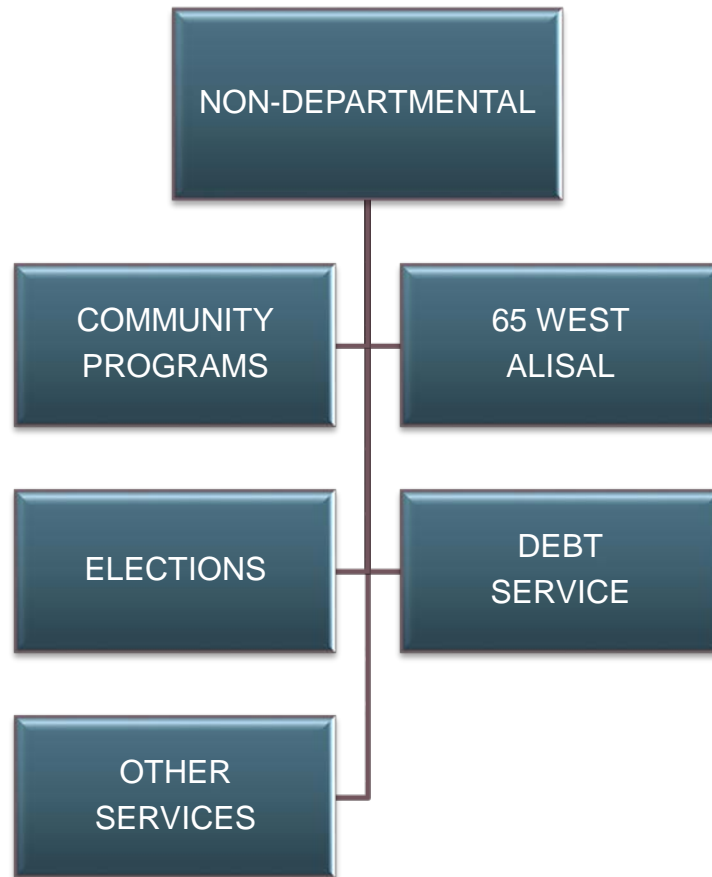 NON-DEPARTMENTAL
COMMUNITY
PROGRAMS
65 WEST
ALISAL
ELECTIONS
DEBT
SERVICE
OTHER
SERVICES